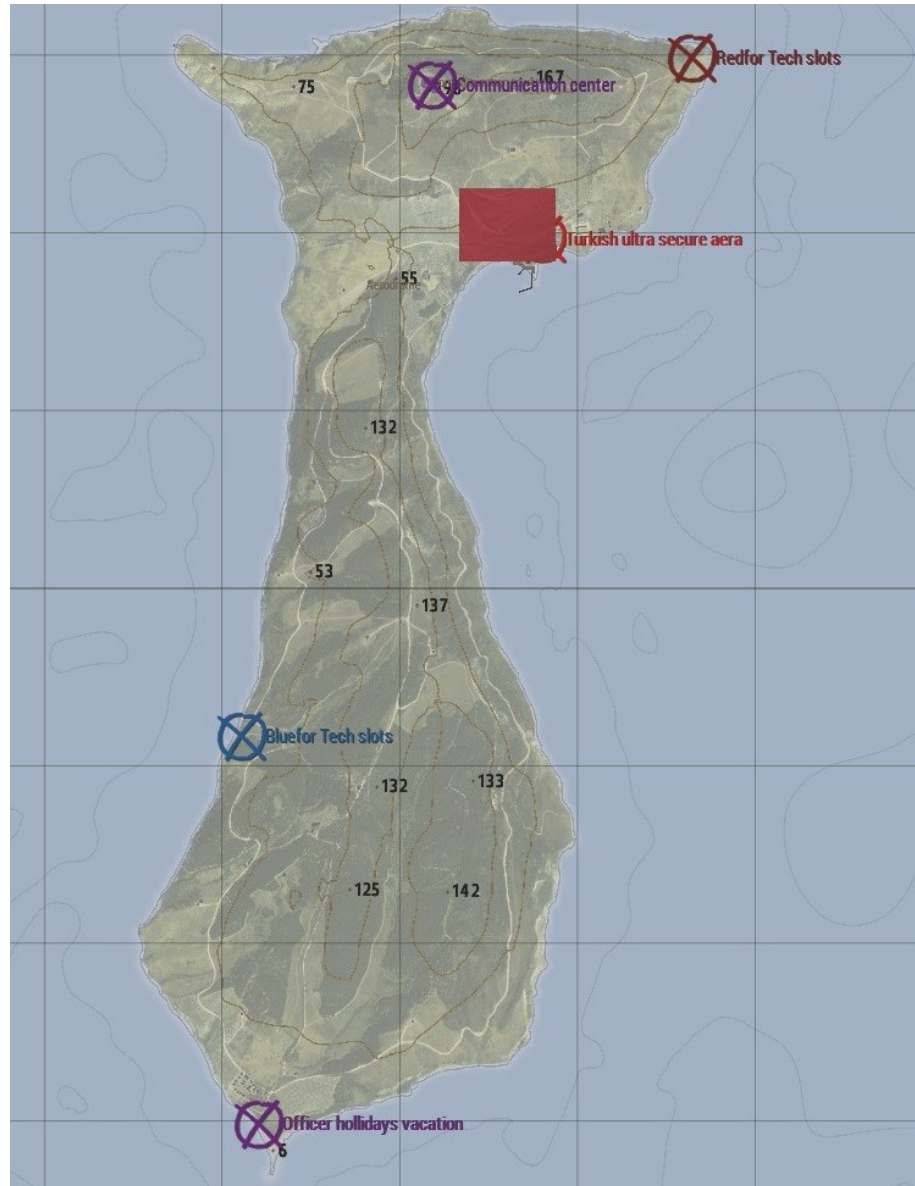 Redfor Tech slots
75
Communication center
167
Turkish ultra secure aera
55
Aerodrome
132
53
137
Bluefor Tech slots
132
133
125
142
Officer hollidays vacation
6